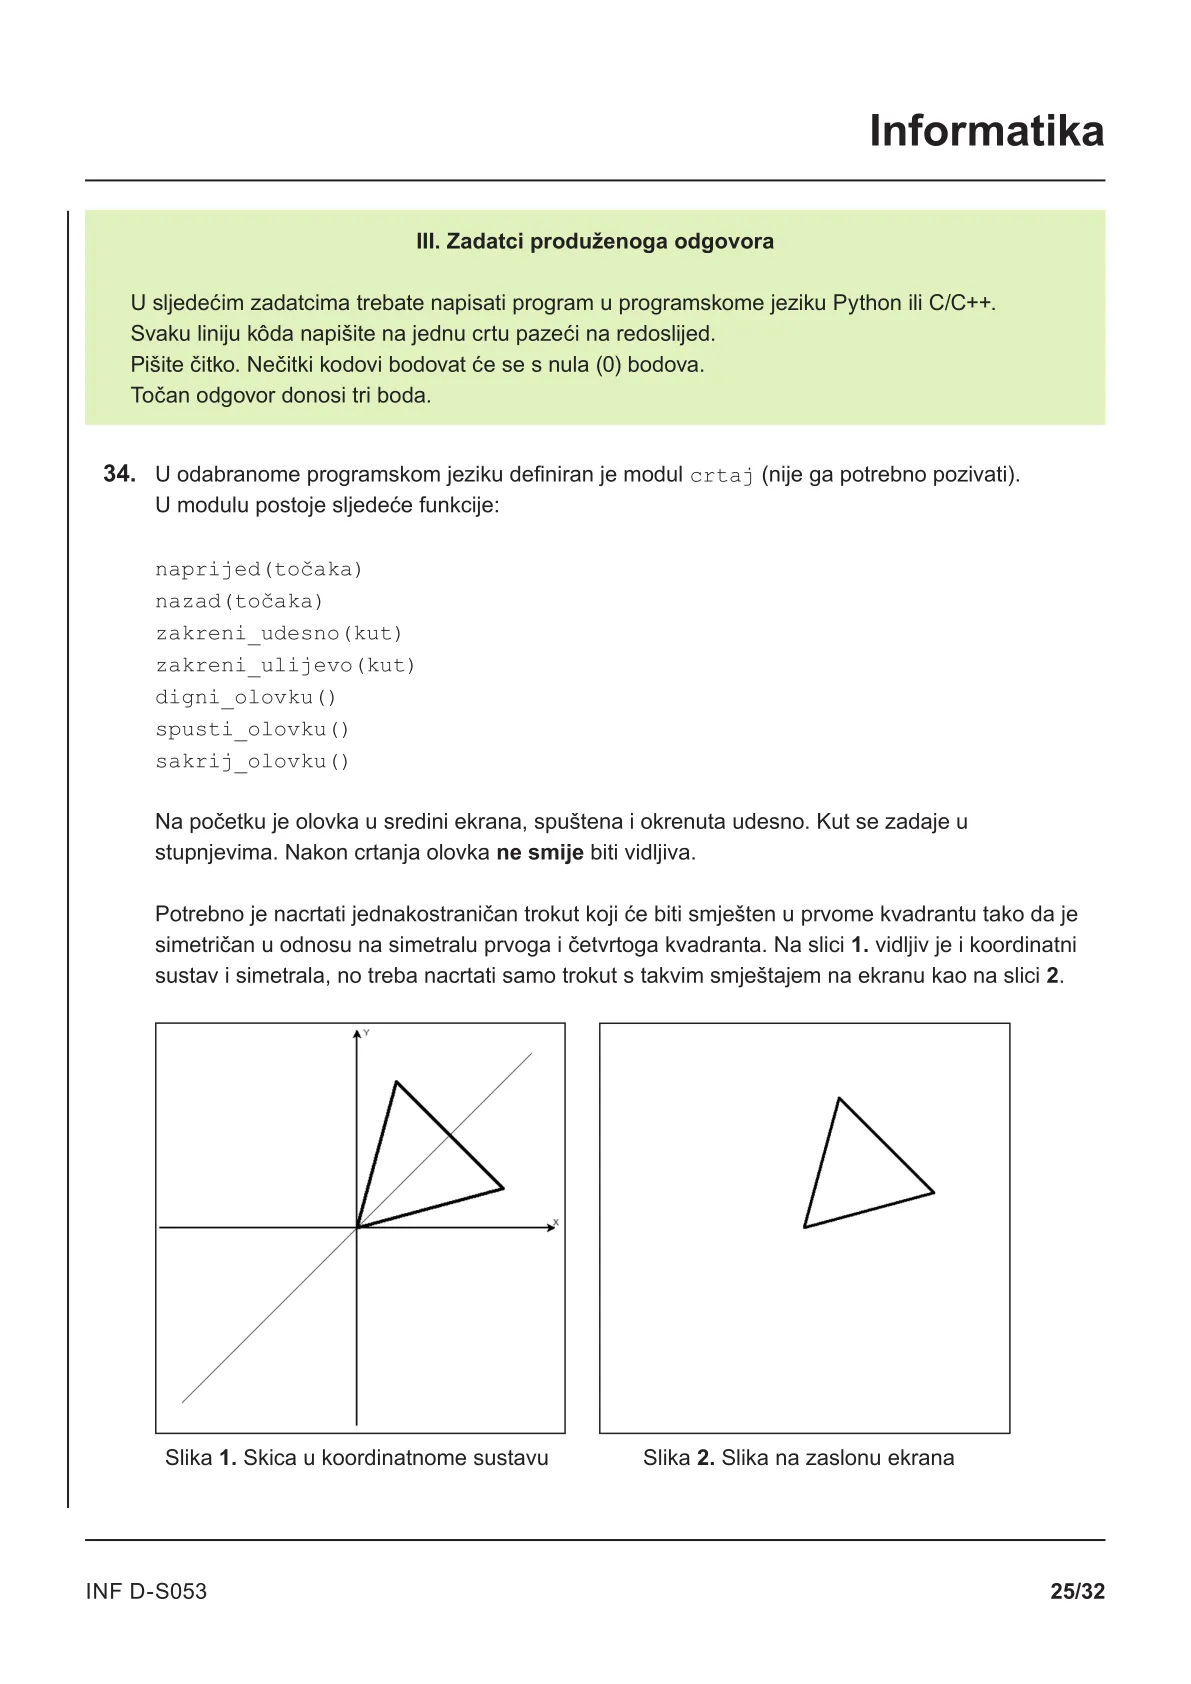 Informatika
III. Zadatci produženoga odgovora
U sljedećim zadatcima trebate napisati program u programskome jeziku Python ili C/C++.
Svaku liniju kôda napišite na jednu crtu pazeći na redoslijed.
Pišite čitko. Nečitki kodovi bodovat će se s nula (0) bodova.
Točan odgovor donosi tri boda.
34. U odabranome programskom jeziku definiran je modul crtaj (nije ga potrebno pozivati).
U modulu postoje sljedeće funkcije:
naprijed(točaka)
nazad(točaka)
zakreni_udesno(kut)
zakreni_ulijevo(kut)
digni_olovku()
spusti_olovku()
sakrij_olovku()
Na početku je olovka u sredini ekrana, spuštena i okrenuta udesno. Kut se zadaje u
stupnjevima. Nakon crtanja olovka ne smije biti vidljiva.
Potrebno je nacrtati jednakostraničan trokut koji će biti smješten u prvome kvadrantu tako da je
simetričan u odnosu na simetralu prvoga i četvrtoga kvadranta. Na slici 1. vidljiv je i koordinatni
sustav i simetrala, no treba nacrtati samo trokut s takvim smještajem na ekranu kao na slici 2.
Y
X
Slika 1. Skica u koordinatnome sustavu
Slika 2. Slika na zaslonu ekrana
INF D-S053
25/32